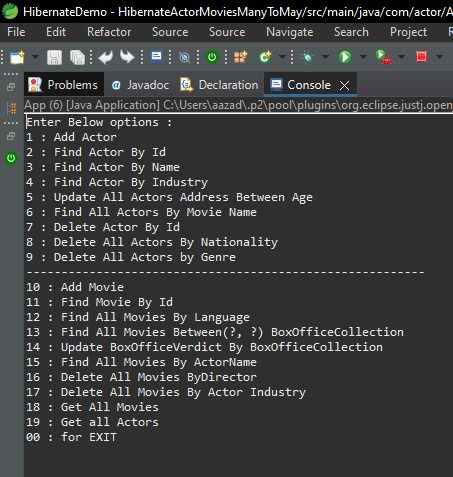 HibernateDemo - HibernateActorMoviesManyToMay/src/main/java/com/actor/A
File Edit Refactor Source Source Navigate Search Project
Problems Javadoc Declaration Console
App (6) [Java Application] C:\Users\aazad\.p2\pool\plugins\org.eclipse.justj.open
Enter Below options :
1 : Add Actor
2 : Find Actor By Id
3 : Find Actor By Name
4 : Find Actor By Industry
5 : Update All Actors Address Between Age
6 : Find All Actors By Movie Name
7 : Delete Actor By Id
8 : Delete All Actors By Nationality
9 : Delete All Actors by Genre
---------------------------------------------------------
10 : Add Movie
11 : Find Movie By Id
12 : Find All Movies By Language
13 : Find All Movies Between(?, ?) BoxOfficeCollection
14 : Update BoxOfficeVerdict By BoxOfficeCollection
15 : Find All Movies By ActorName
16 : Delete All Movies ByDirector
17 : Delete All Movies By Actor Industry
18 : Get All Movies
19 : Get all Actors
00 : for EXIT